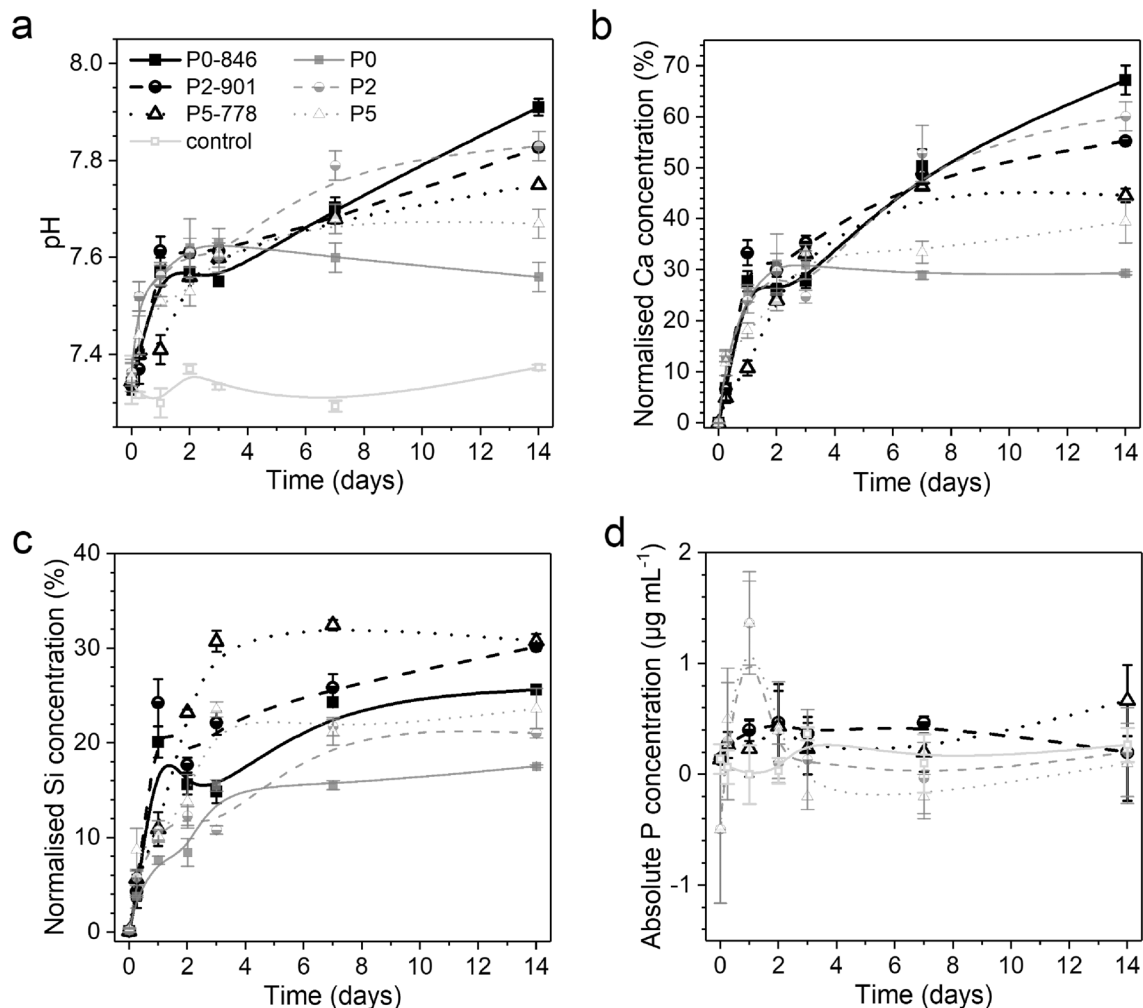 a
pH
8.0
7.8
7.6
7.4
0 2 4 6 8 10 12 14
Time (days)
P0-846 P0
P2-901 P2
P5-778 P5
control
b
Normalised Ca concentration (%)
70
60
50
40
30
20
10
0
0 2 4 6 8 10 12 14
Time (days)
c
Normalised Si concentration (%)
40
30
20
10
0
0 2 4 6 8 10 12 14
Time (days)
d
Absolute P concentration (µg mL⁻¹)
2
1
0
-1
0 2 4 6 8 10 12 14
Time (days)